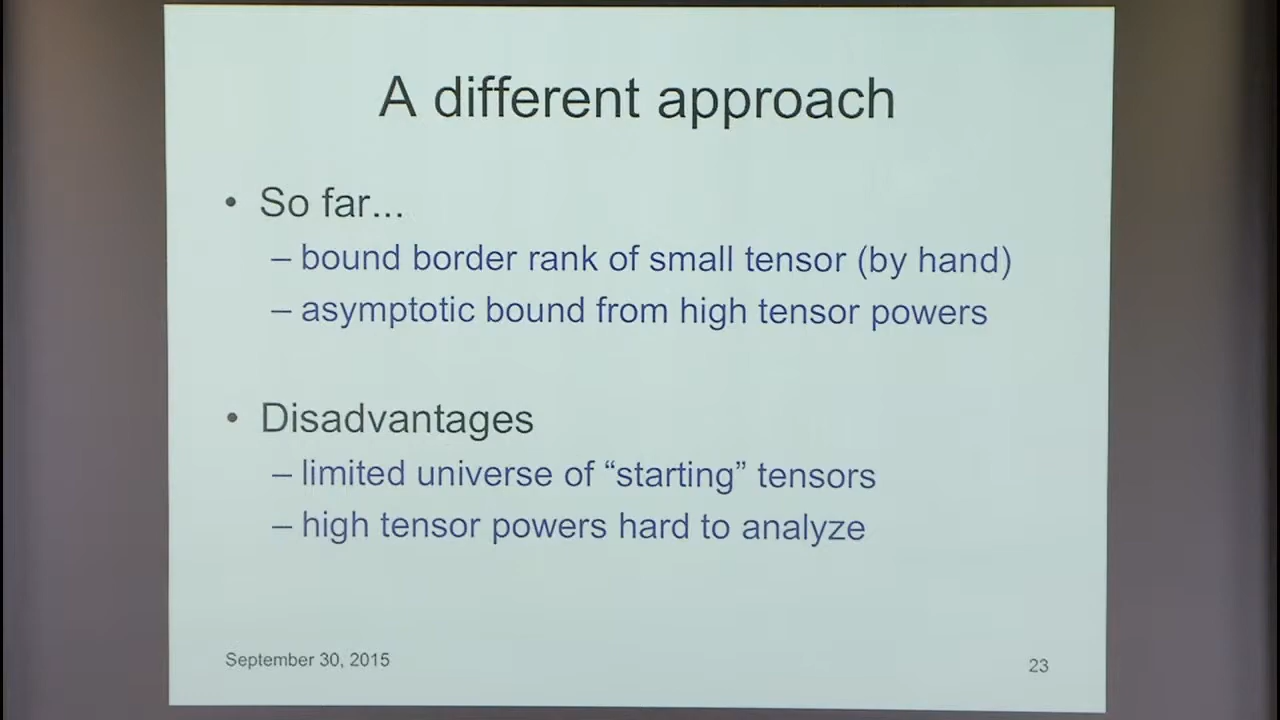 A different approach
• So far...
– bound border rank of small tensor (by hand)
– asymptotic bound from high tensor powers
• Disadvantages
– limited universe of “starting” tensors
– high tensor powers hard to analyze
September 30, 2015
23